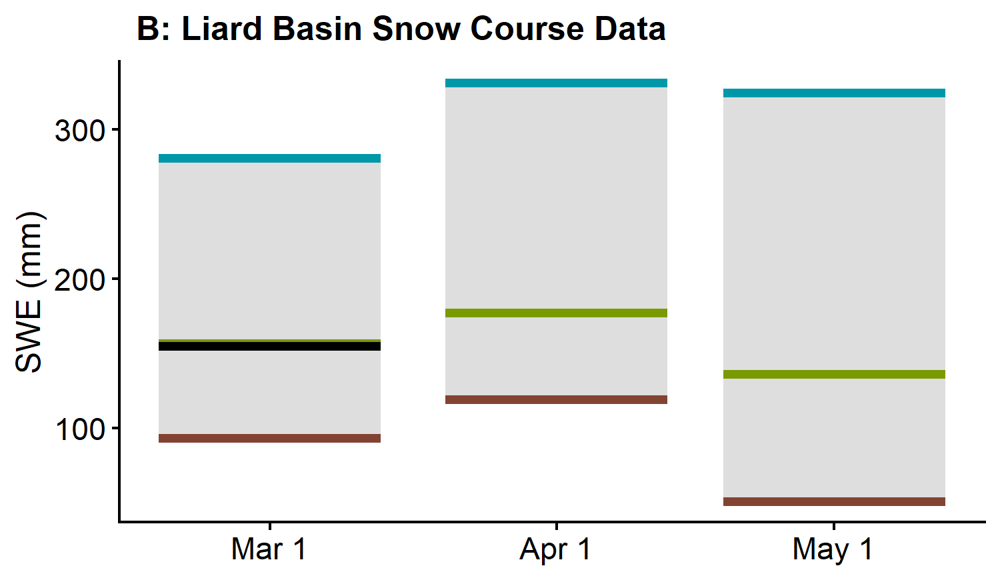 B: Liard Basin Snow Course Data
SWE (mm)
300
200
100
Mar 1
Apr 1
May 1